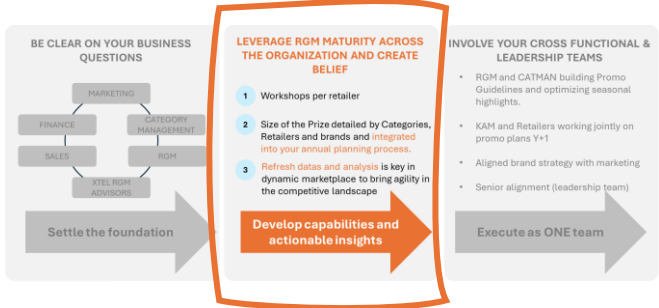 BE CLEAR ON YOUR BUSINESS
QUESTIONS
MARKETING
FINANCE
CATEGORY
MANAGEMENT
SALES
RGM
XTEL RGM
ADVISORS
Settle the foundation
LEVERAGE RGM MATURITY ACROSS
THE ORGANIZATION AND CREATE
BELIEF
1 Workshops per retailer
2 Size of the Prize detailed by Categories,
Retailers and brands and integrated
into your annual planning process.
3 Refresh datas and analysis is key in
dynamic marketplace to bring agility in
the competitive landscape
Develop capabilities and
actionable insights
INVOLVE YOUR CROSS FUNCTIONAL &
LEADERSHIP TEAMS
• RGM and CATMAN building Promo
Guidelines and optimizing seasonal
highlights.
• KAM and Retailers working jointly on
promo plans Y+1
• Aligned brand strategy with marketing
• Senior alignment (leadership team)
Execute as ONE team